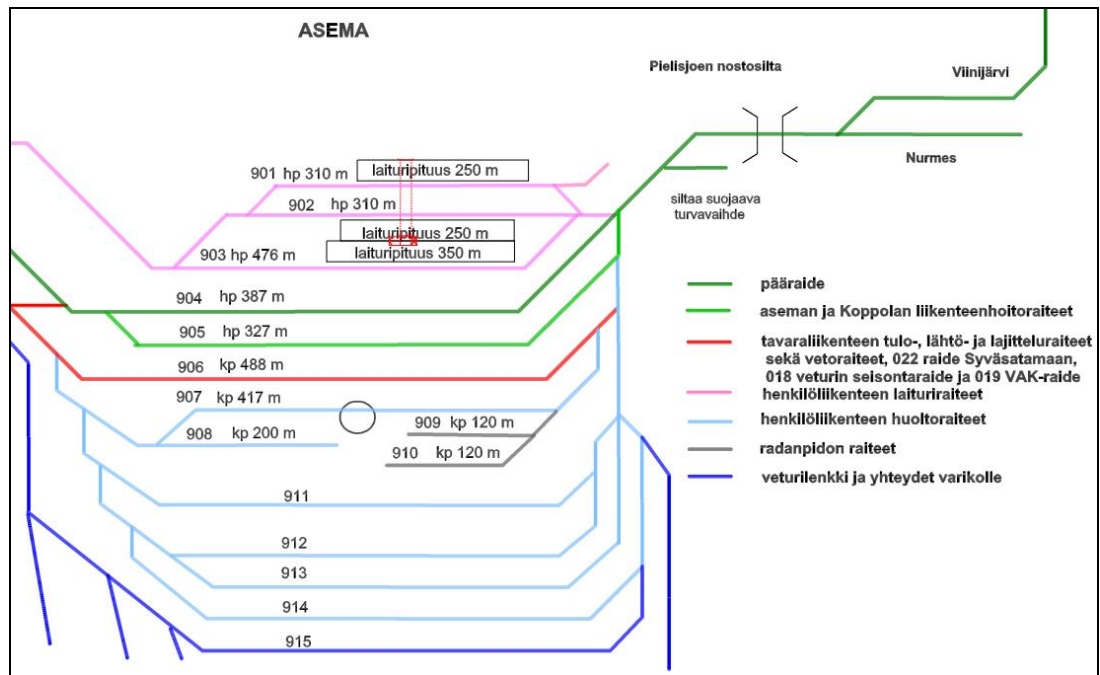 ASEMA
Pielisjoen nostosilta
Viinijärvi
Nurmes
siltaa suojaava
turvavaihde
901 hp 310 m
laituripituus 250 m
902 hp 310 m
laituripituus 250 m
903 hp 476 m
laituripituus 350 m
904 hp 387 m
905 hp 327 m
906 kp 488 m
907 kp 417 m
908 kp 200 m
909 kp 120 m
910 kp 120 m
911
912
913
914
915
pääraide
aseman ja Koppolan liikenteenhoitoraiteet
tavaraliikenteen tulo-, lähtö- ja lajitteluraiteet
sekä vetoraiteet, 022 raide Syväsatamaan,
018 veturin seisontaraide ja 019 VAK-raide
henkilöliikenteen laituriraiteet
henkilöliikenteen huoltoraiteet
radanpidon raiteet
veturilenkki ja yhteydet varikolle